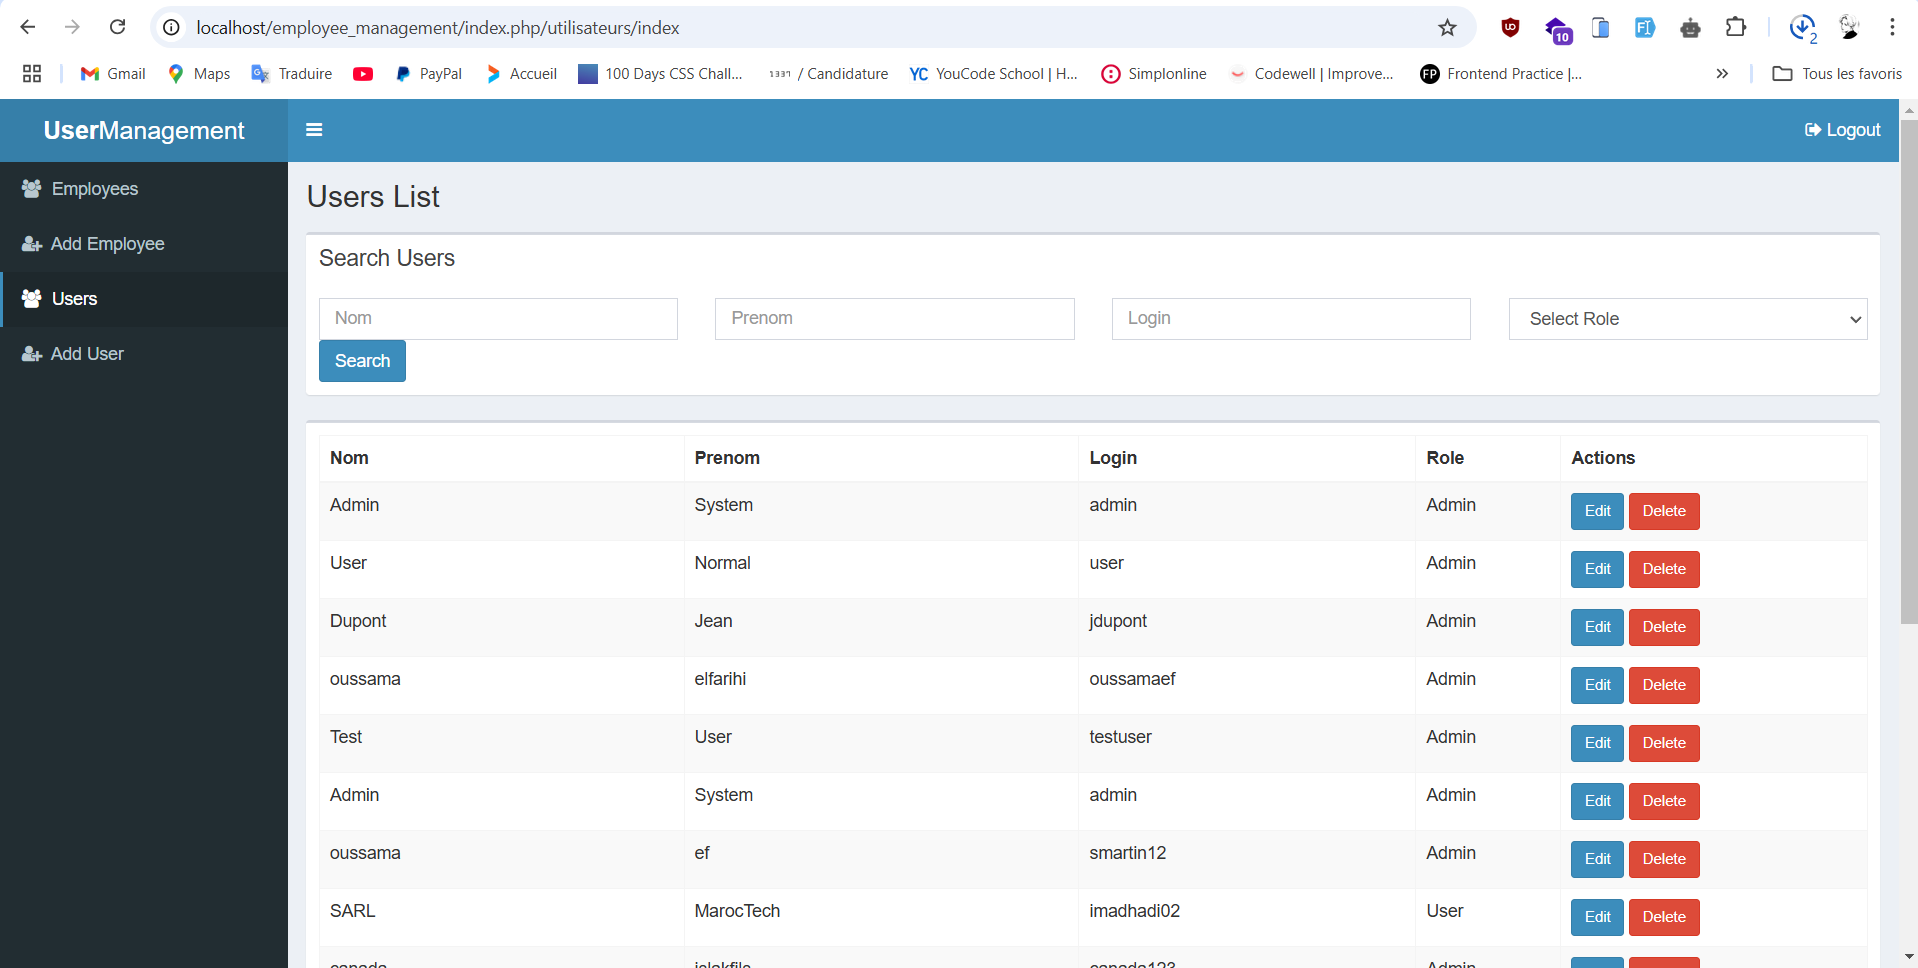 localhost/employee_management/index.php/utilisateurs/index
10
2
Gmail Maps Traduire PayPal Accueil 100 Days CSS Chall... 1337 / Candidature YC YouCode School | H... Simplonline Codewell | Improve... FP Frontend Practice |... » Tous les favoris
UserManagement
Logout
Employees
Add Employee
Users
Add User
Users List
Search Users
Nom Prenom Login Select Role
Search
Nom Prenom Login Role Actions
Admin System admin Admin Edit Delete
User Normal user Admin Edit Delete
Dupont Jean jdupont Admin Edit Delete
oussama elfarihi oussamaef Admin Edit Delete
Test User testuser Admin Edit Delete
Admin System admin Admin Edit Delete
oussama ef smartin12 Admin Edit Delete
SARL MarocTech imadhadi02 User Edit Delete
canada canada123 Admin